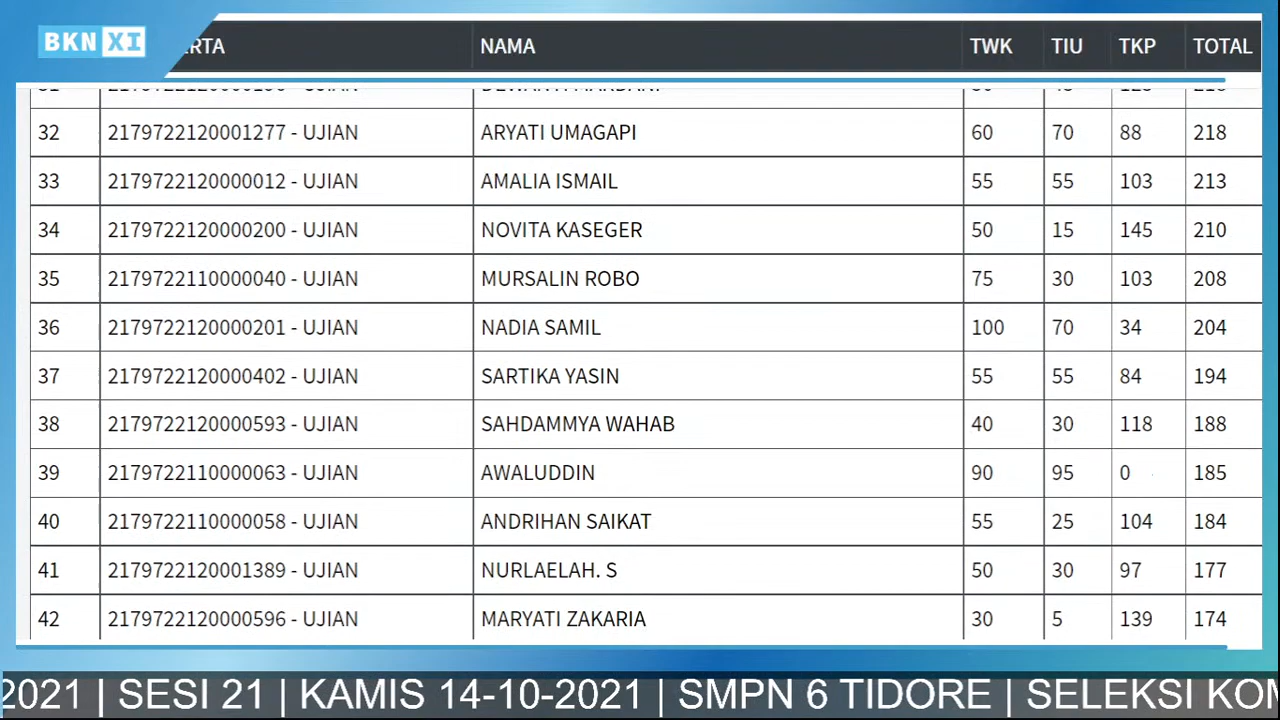 BKN XI
ERTA NAMA TWK TIU TKP TOTAL
32 2179722120001277 - UJIAN ARYATI UMAGAPI 60 70 88 218
33 2179722120000012 - UJIAN AMALIA ISMAIL 55 55 103 213
34 2179722120000200 - UJIAN NOVITA KASEGER 50 15 145 210
35 2179722110000040 - UJIAN MURSALIN ROBO 75 30 103 208
36 2179722120000201 - UJIAN NADIA SAMIL 100 70 34 204
37 2179722120000402 - UJIAN SARTIKA YASIN 55 55 84 194
38 2179722120000593 - UJIAN SAHDAMMYA WAHAB 40 30 118 188
39 2179722110000063 - UJIAN AWALUDDIN 90 95 0 185
40 2179722110000058 - UJIAN ANDRIHAN SAIKAT 55 25 104 184
41 2179722120001389 - UJIAN NURLAELAH. S 50 30 97 177
42 2179722120000596 - UJIAN MARYATI ZAKARIA 30 5 139 174
2021 | SESI 21 | KAMIS 14-10-2021 | SMPN 6 TIDORE | SELEKSI KOM